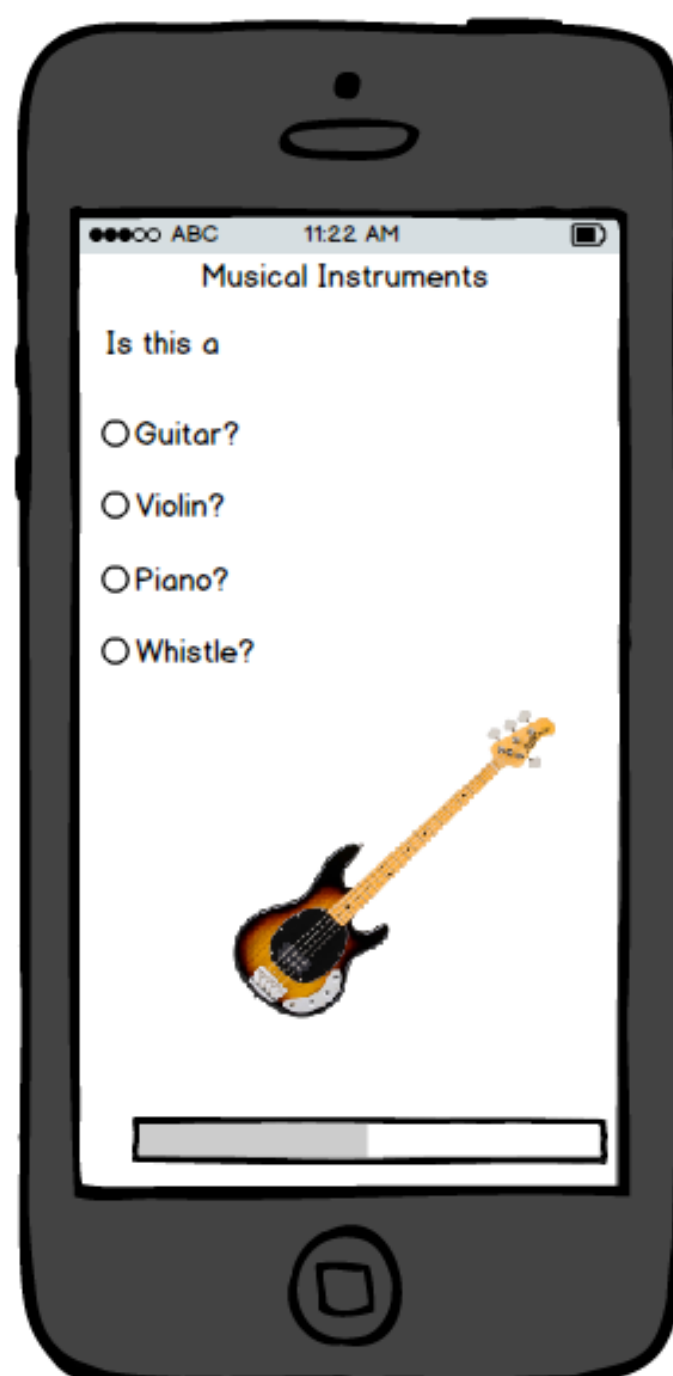 ABC 11:22 AM
Musical Instruments
Is this a
Guitar?
Violin?
Piano?
Whistle?